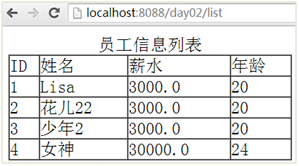 localhost:8088/day02/list
员工信息列表
ID 姓名 薪水 年龄
1 Lisa 3000.0 20
2 花儿22 3000.0 20
3 少年2 3000.0 20
4 女神 30000.0 24